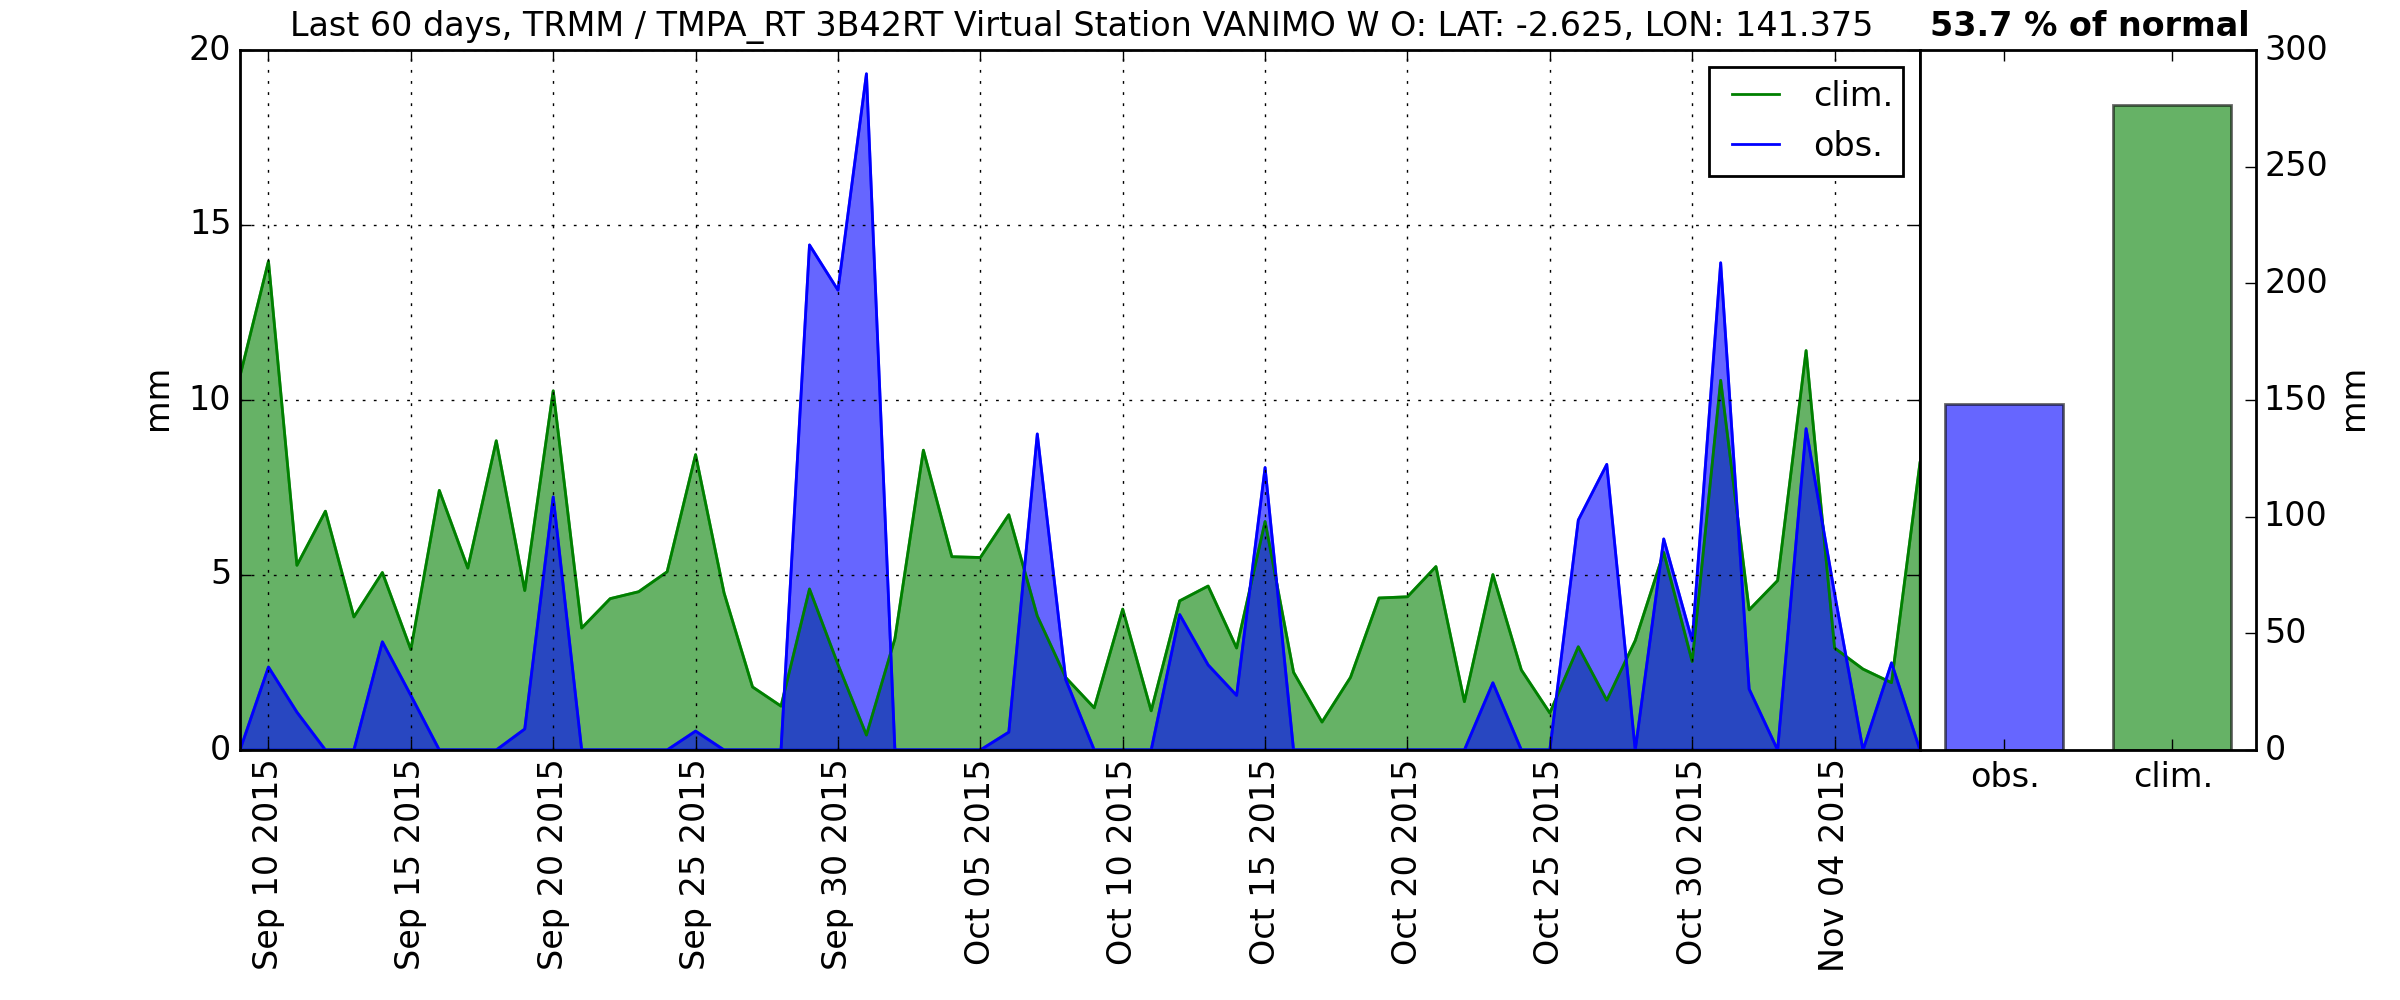 Last 60 days, TRMM / TMPA_RT 3B42RT Virtual Station VANIMO W O: LAT: -2.625, LON: 141.375
53.7 % of normal
20
15
10
5
0
mm
clim.
obs.
300
250
200
150
100
50
0
mm
Sep 10 2015
Sep 15 2015
Sep 20 2015
Sep 25 2015
Sep 30 2015
Oct 05 2015
Oct 10 2015
Oct 15 2015
Oct 20 2015
Oct 25 2015
Oct 30 2015
Nov 04 2015
obs.
clim.